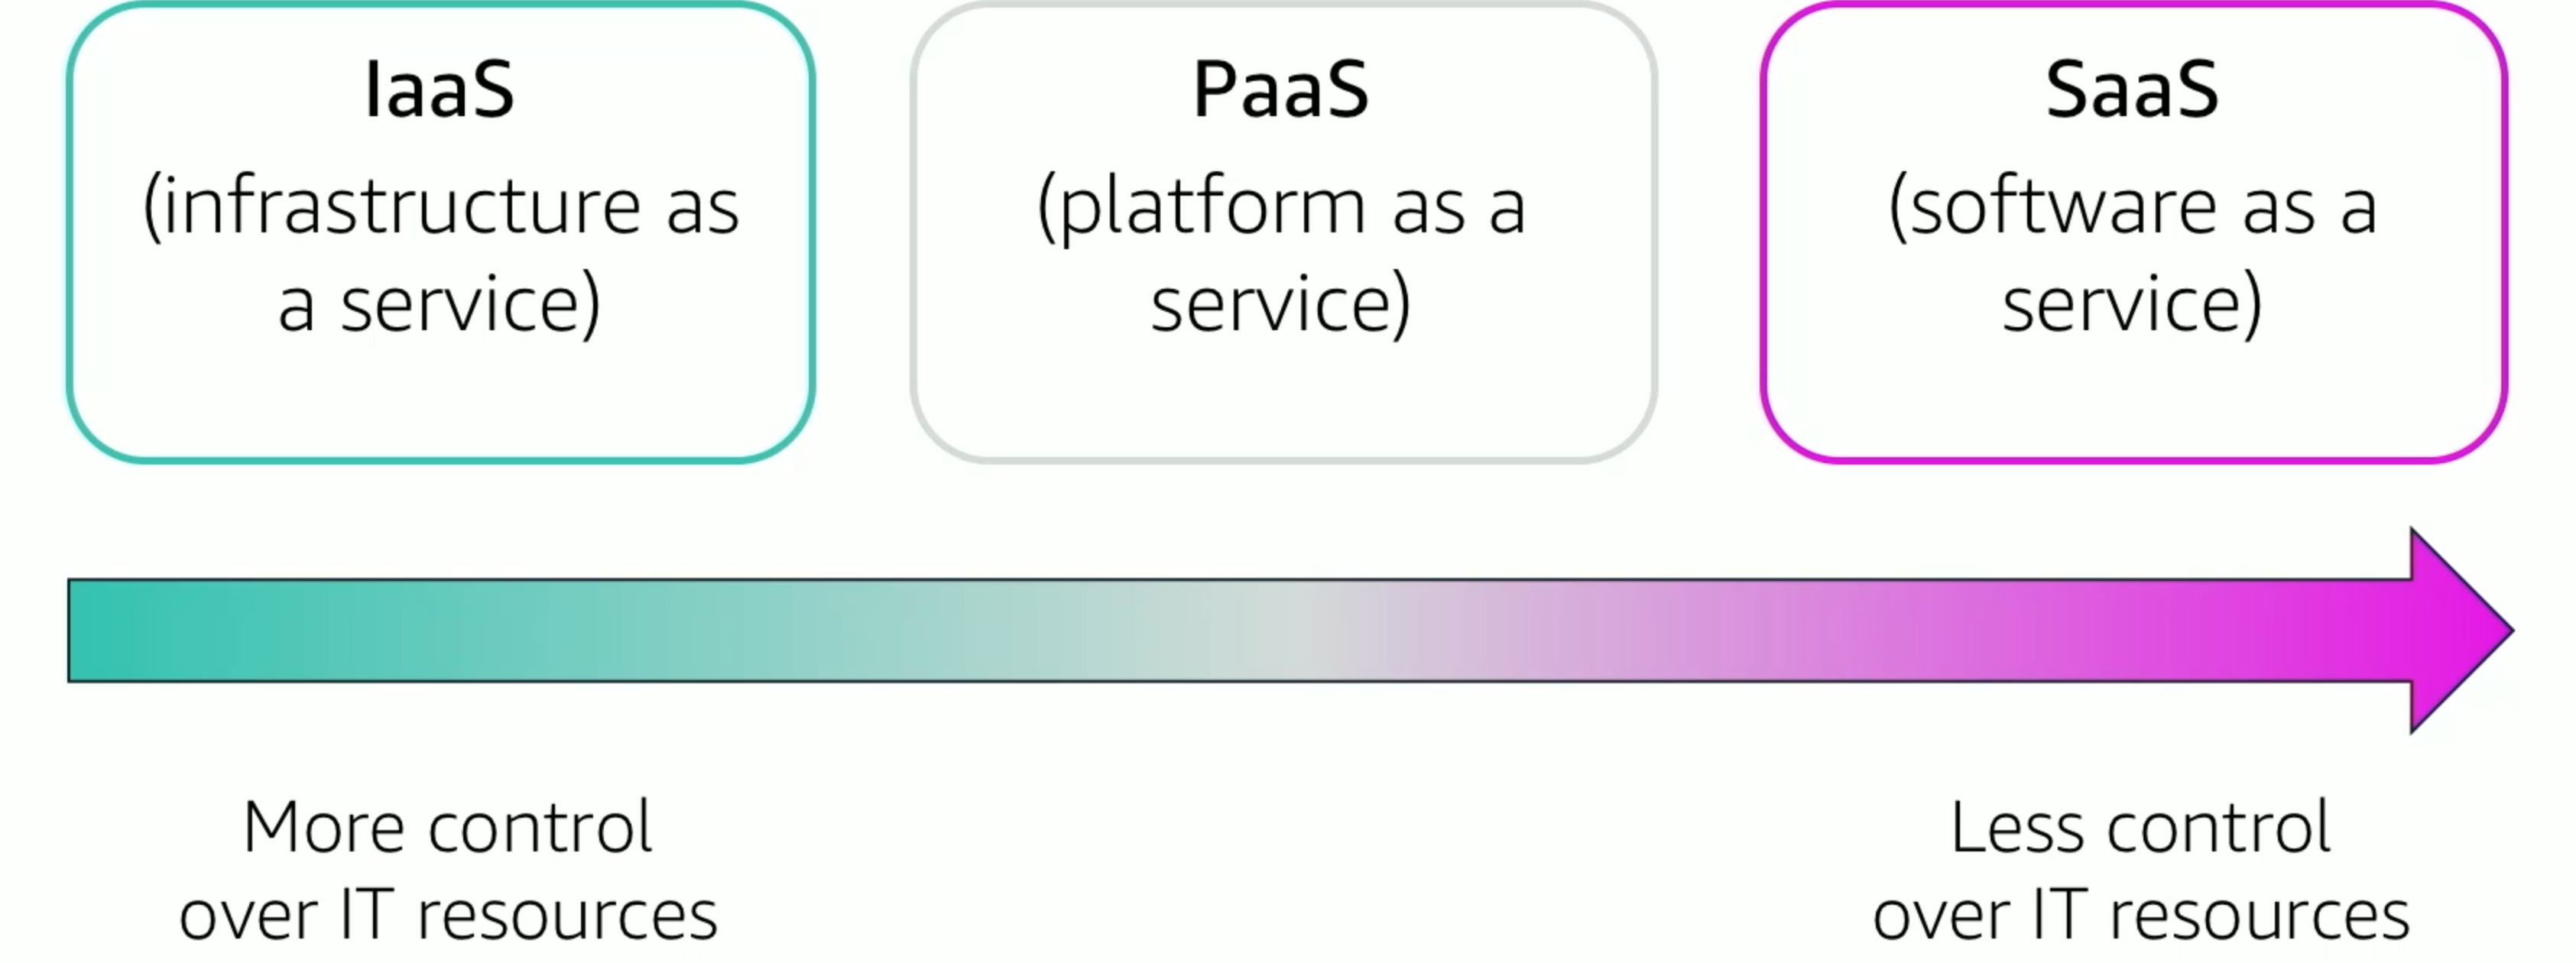 IaaS
(infrastructure as
a service)
PaaS
(platform as a
service)
SaaS
(software as a
service)
More control
over IT resources
Less control
over IT resources